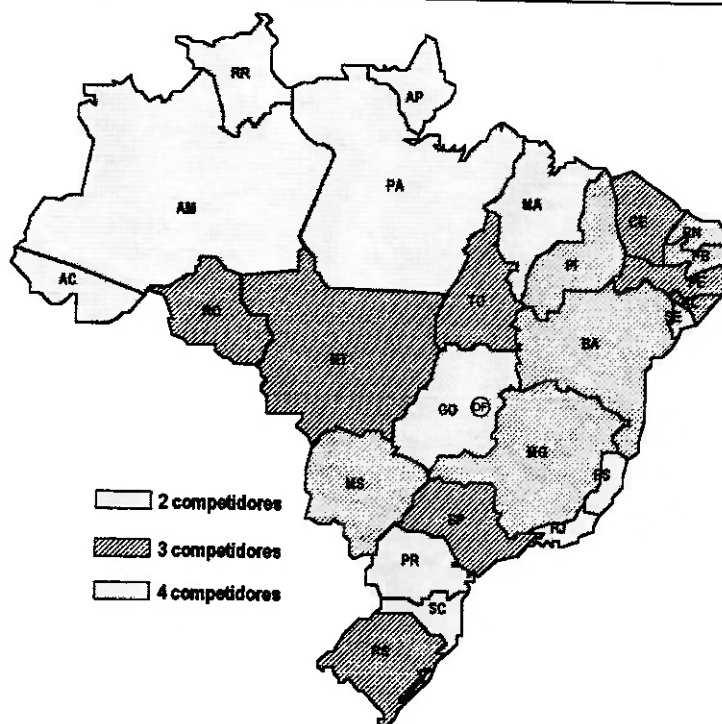 RR
AP
AM
PA
MA
CE
RN
PB
PE
AL
SE
PI
AC
RO
MT
TO
BA
GO
DF
MG
ES
MS
SP
RJ
PR
SC
RS
2 competidores
3 competidores
4 competidores